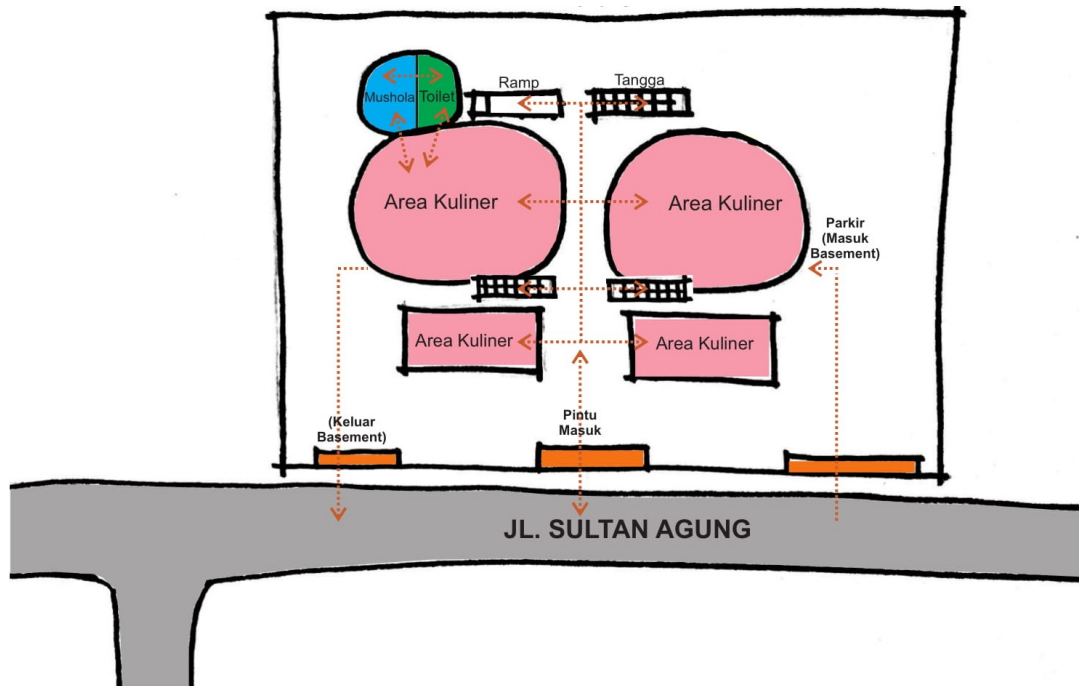 Ramp
Tangga
Mushola
Toilet
Area Kuliner
Area Kuliner
Parkir
(Masuk
Basement)
Area Kuliner
Area Kuliner
(Keluar
Basement)
Pintu
Masuk
JL. SULTAN AGUNG